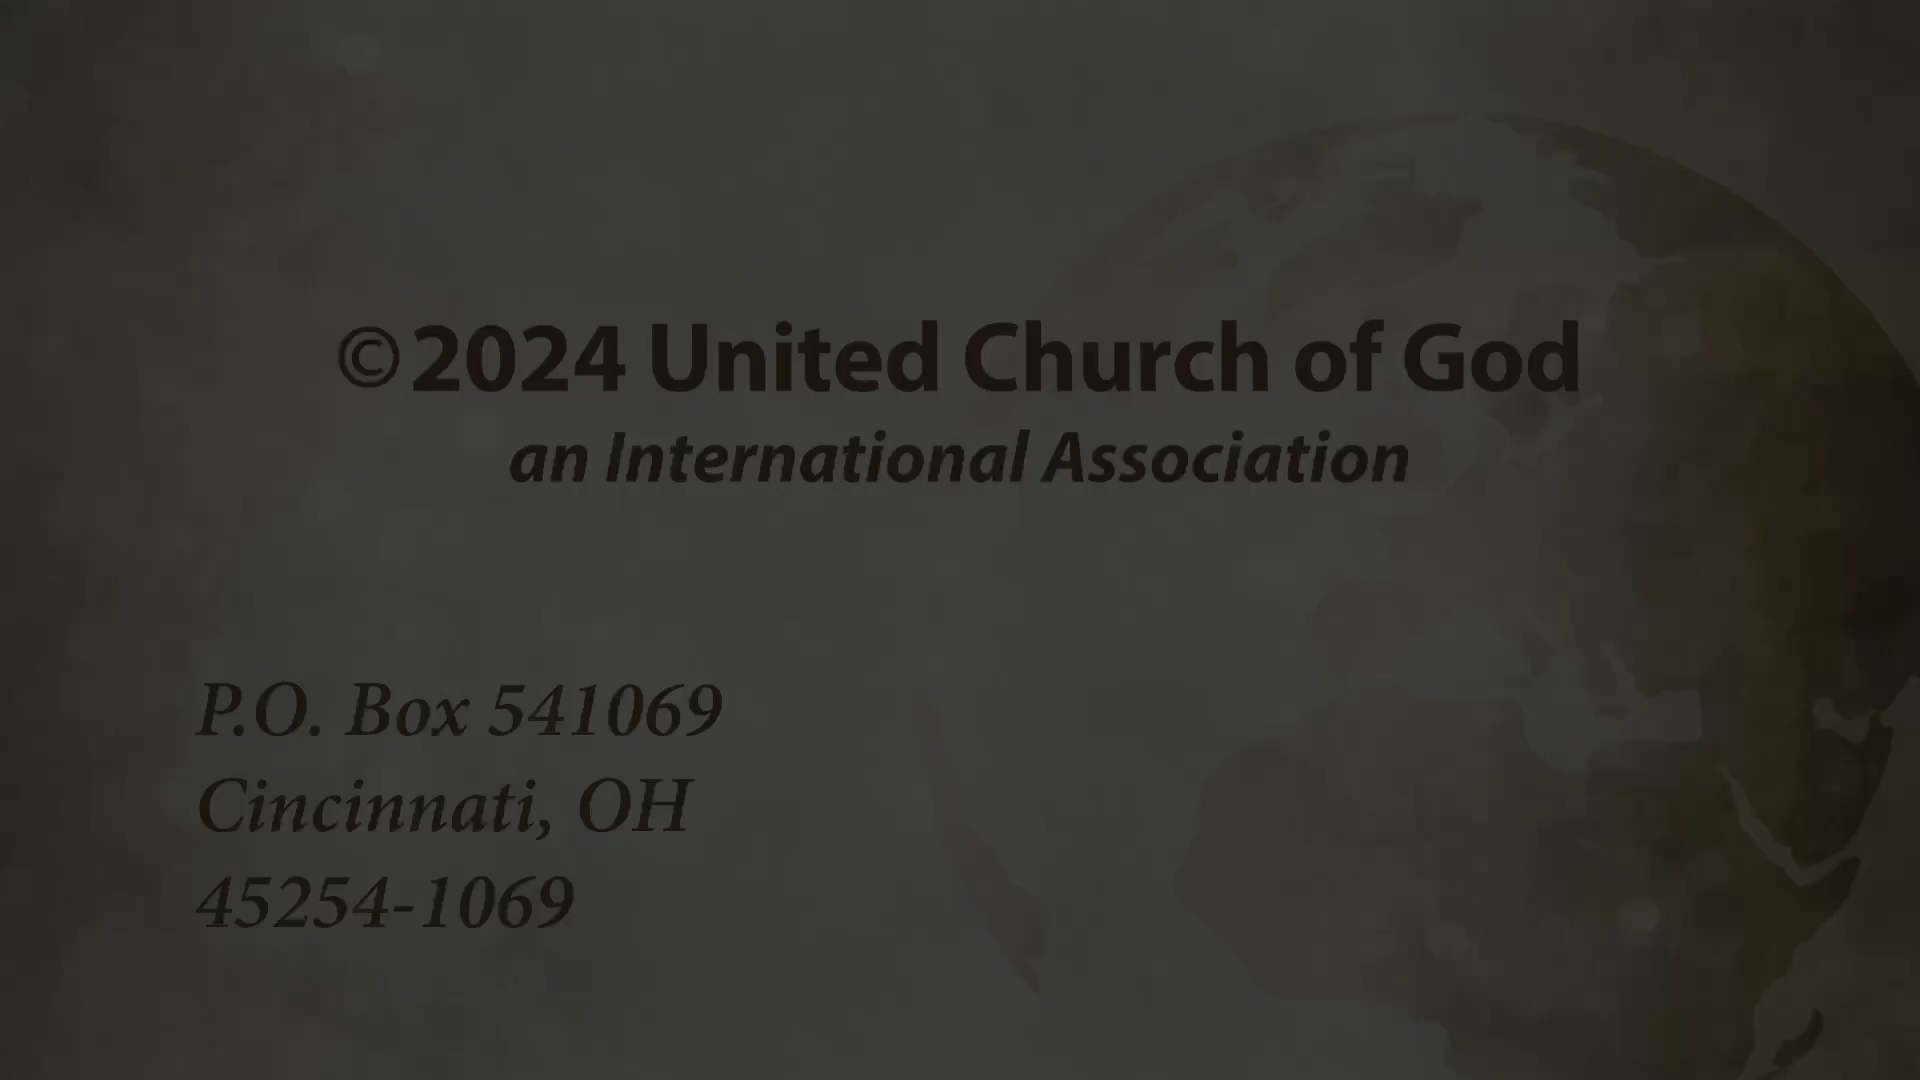 ©2024 United Church of God
an International Association
P.O. Box 541069
Cincinnati, OH
45254-1069